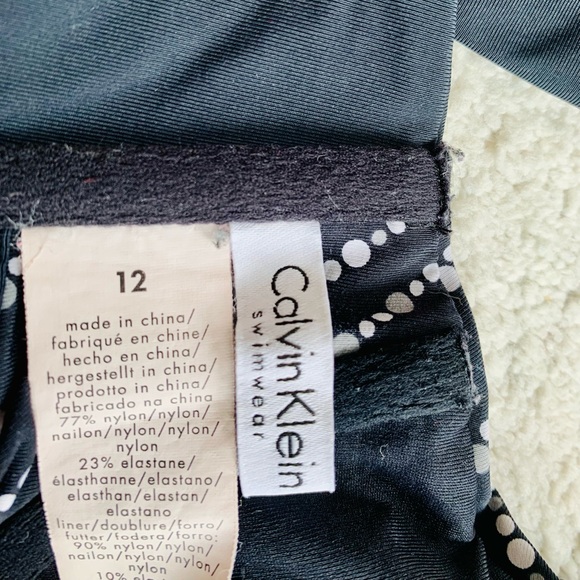 12
made in china/
fabriqué en chine/
hecho en china/
hergestellt in china/
prodotto in china/
fabricado na china
77% nylon/nylon/
nailon/nylon/nylon/
nylon
23% elastane/
élasthanne/elastano/
elasthan/elastan/
elastano
liner/doublure/forro/
futter/fodera/forro:
90% nylon/nylon/
nailon/nylon/nylon/
nylon
10% elastane/
Calvin Klein
swimwear